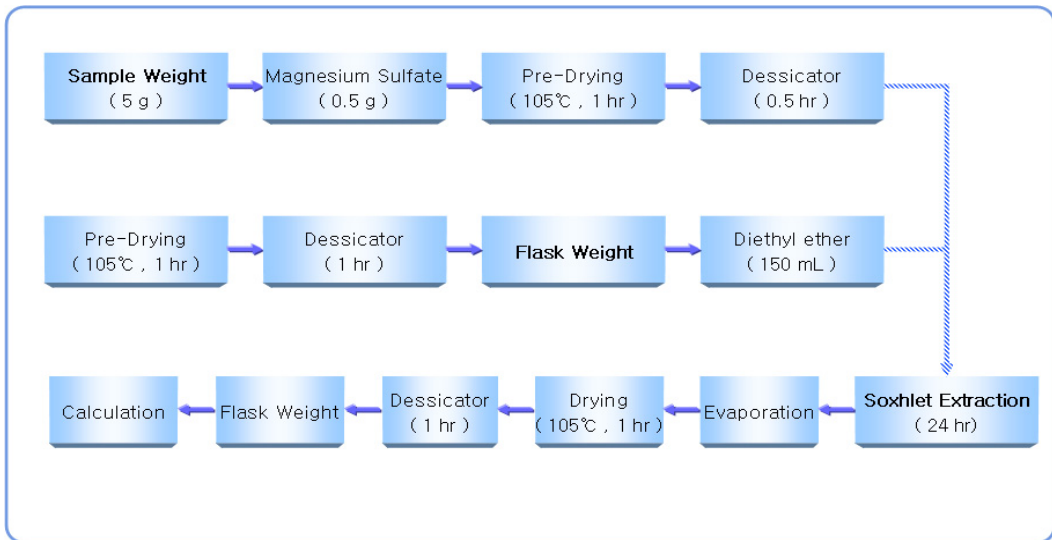 Sample Weight
( 5 g )
Magnesium Sulfate
( 0.5 g )
Pre-Drying
( 105℃ , 1 hr )
Dessicator
( 0.5 hr )
Pre-Drying
( 105℃ , 1 hr )
Dessicator
( 1 hr )
Flask Weight
Diethyl ether
( 150 mL )
Calculation
Flask Weight
Dessicator
( 1 hr )
Drying
( 105℃ , 1 hr )
Evaporation
Soxhlet Extraction
( 24 hr)